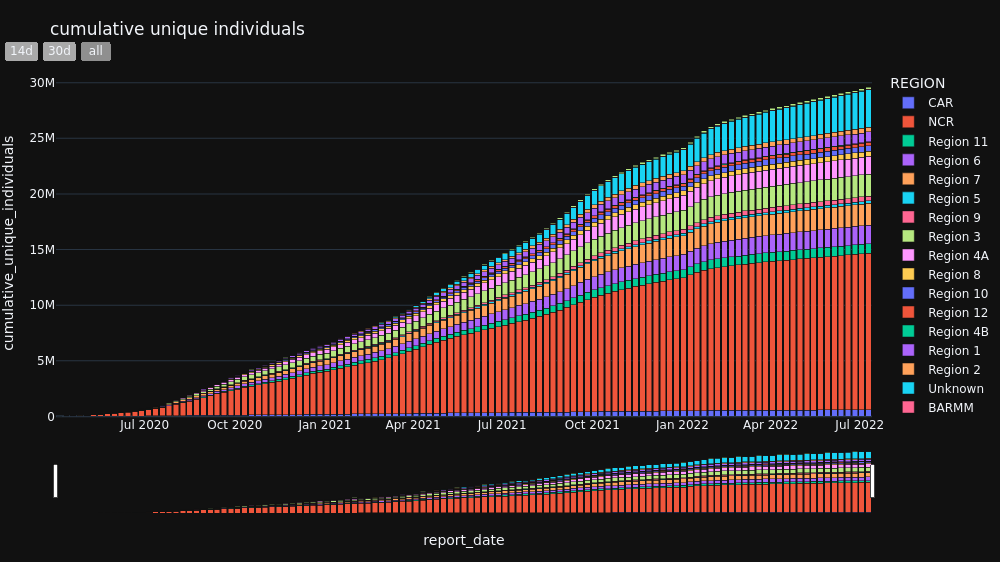 cumulative unique individuals
14d 30d all
cumulative_unique_individuals
30M
25M
20M
15M
10M
5M
0
Jul 2020 Oct 2020 Jan 2021 Apr 2021 Jul 2021 Oct 2021 Jan 2022 Apr 2022 Jul 2022
report_date
REGION
CAR
NCR
Region 11
Region 6
Region 7
Region 5
Region 9
Region 3
Region 4A
Region 8
Region 10
Region 12
Region 4B
Region 1
Region 2
Unknown
BARMM